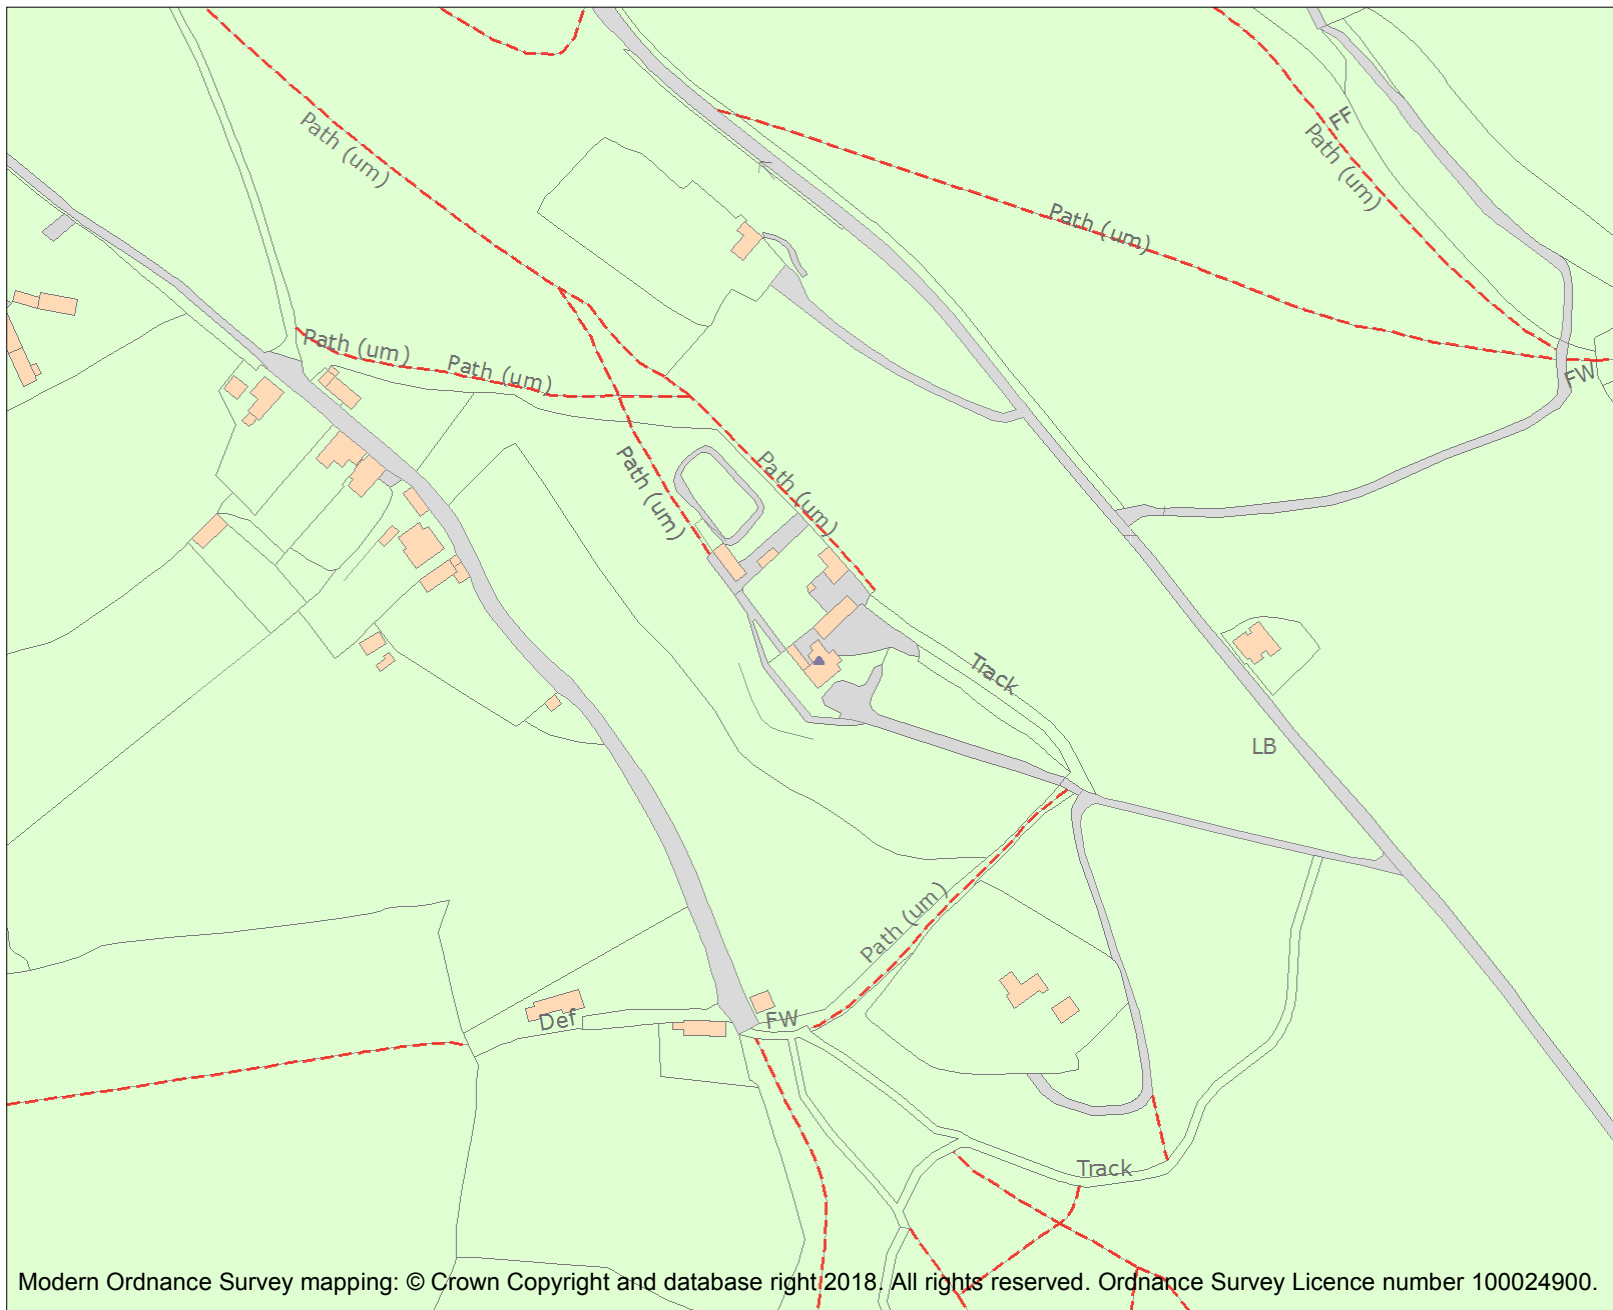 Path (um)
FF
Path (um)
Path (um)
Path (um)
Path (um)
FW
Path (um)
Path (um)
Track
LB
Path (um)
Def
FW
Track
Modern Ordnance Survey mapping: © Crown Copyright and database right 2018. All rights reserved. Ordnance Survey Licence number 100024900.